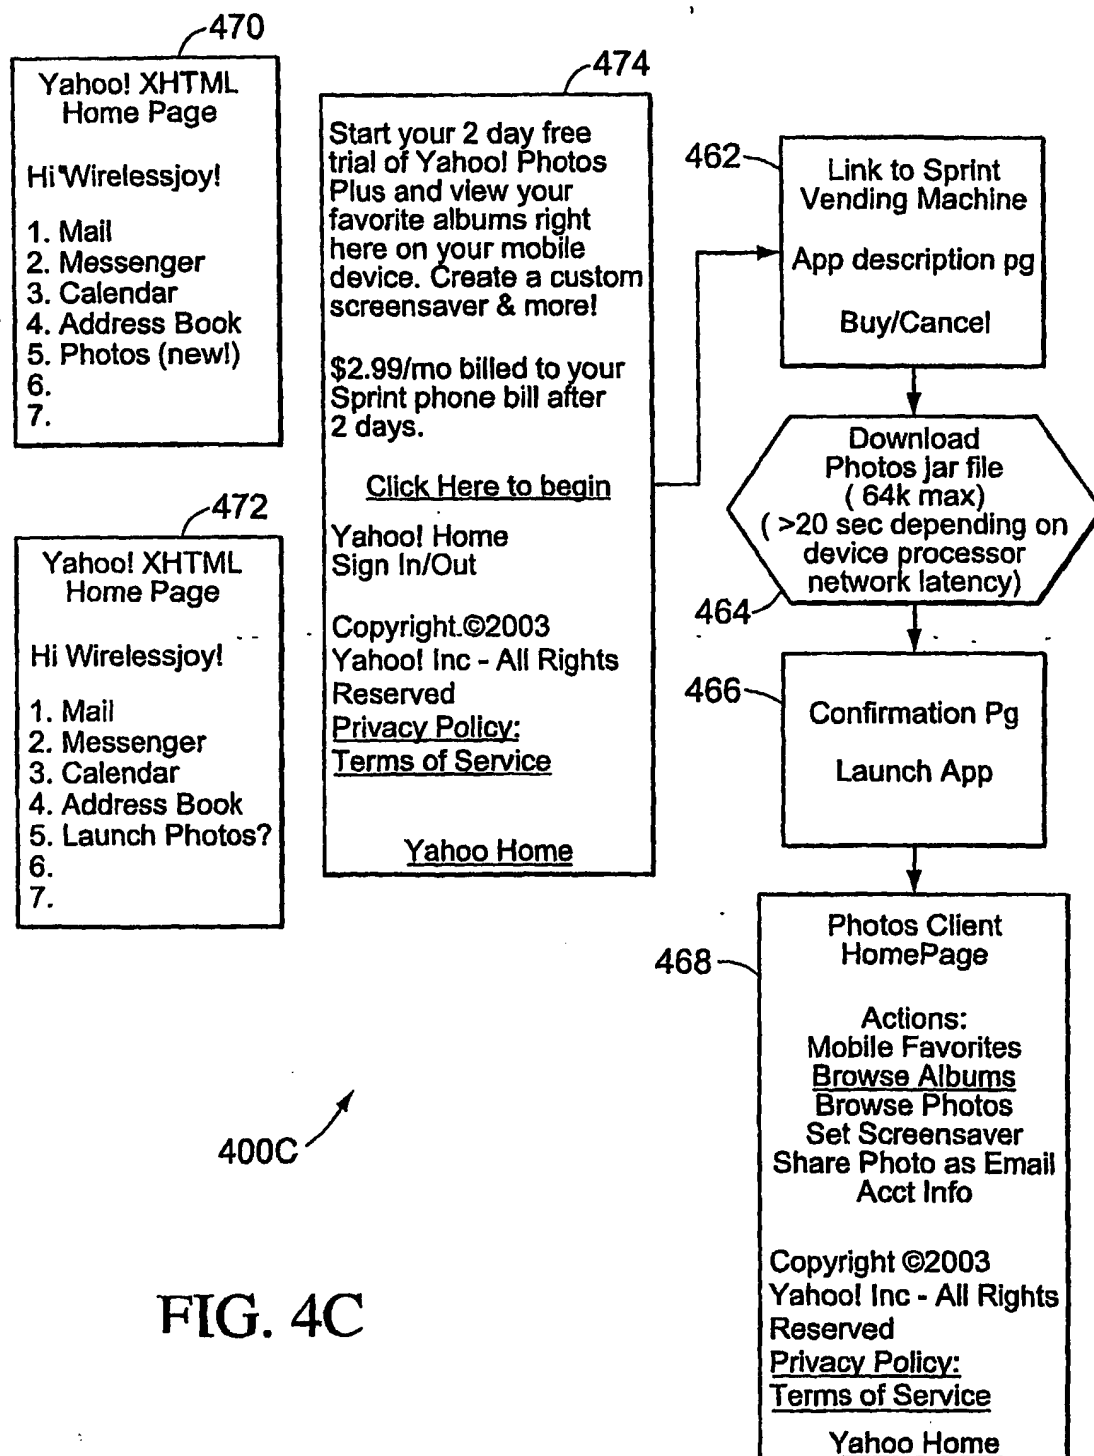 470
Yahoo! XHTML
Home Page
Hi Wirelessjoy!
1. Mail
2. Messenger
3. Calendar
4. Address Book
5. Photos (new!)
6.
7.
472
Yahoo! XHTML
Home Page
Hi Wirelessjoy!
1. Mail
2. Messenger
3. Calendar
4. Address Book
5. Launch Photos?
6.
7.
474
Start your 2 day free
trial of Yahoo! Photos
Plus and view your
favorite albums right
here on your mobile
device. Create a custom
screensaver & more!
$2.99/mo billed to your
Sprint phone bill after
2 days.
Click Here to begin
Yahoo! Home
Sign In/Out
Copyright ©2003
Yahoo! Inc - All Rights
Reserved
Privacy Policy:
Terms of Service
Yahoo Home
462
Link to Sprint
Vending Machine
App description pg
Buy/Cancel
Download
Photos jar file
( 64k max)
( >20 sec depending on
device processor
network latency)
464
466
Confirmation Pg
Launch App
468
Photos Client
HomePage
Actions:
Mobile Favorites
Browse Albums
Browse Photos
Set Screensaver
Share Photo as Email
Acct Info
Copyright ©2003
Yahoo! Inc - All Rights
Reserved
Privacy Policy:
Terms of Service
Yahoo Home
400C
FIG. 4C